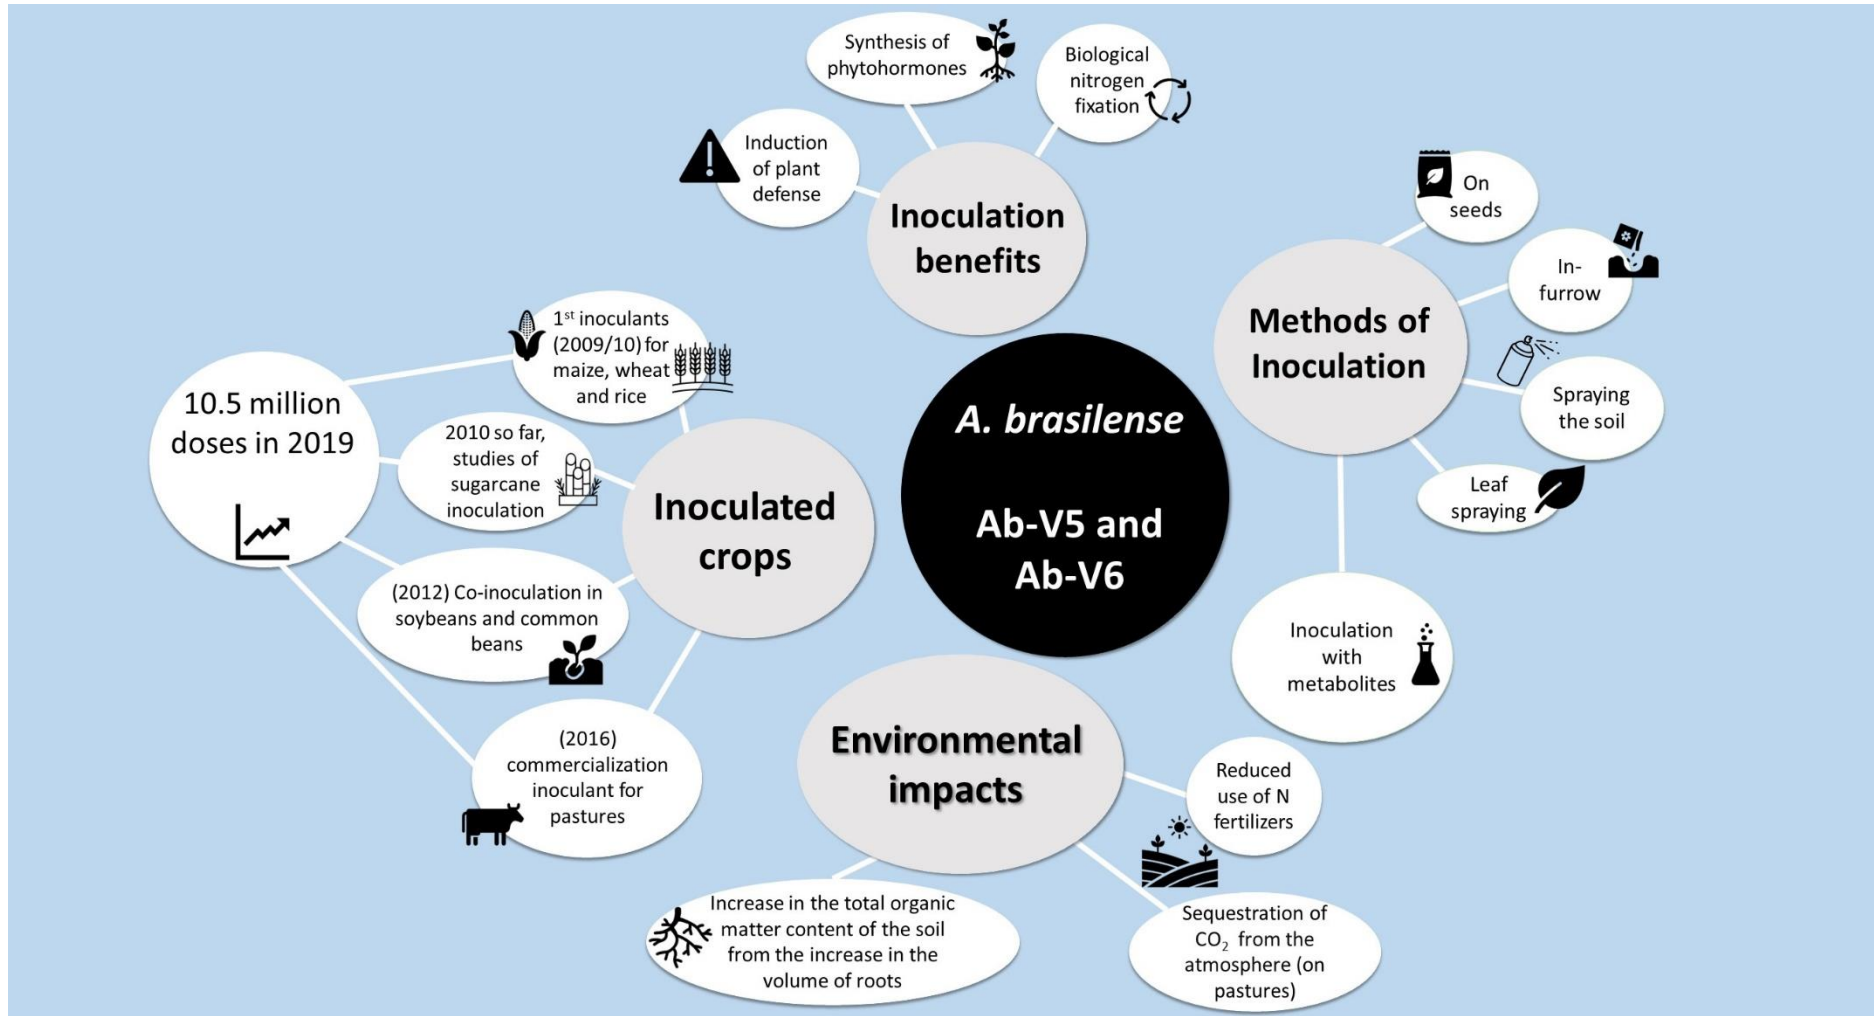 Synthesis of
phytohormones
Biological
nitrogen
fixation
Induction
of plant
defense
Inoculation
benefits
On
seeds
In-
furrow
Methods of
Inoculation
Spraying
the soil
Leaf
spraying
Inoculation
with
metabolites
1st inoculants
(2009/10) for
maize, wheat
and rice
10.5 million
doses in 2019
2010 so far,
studies of
sugarcane
inoculation
Inoculated
crops
(2012) Co-inoculation in
soybeans and common
beans
(2016)
commercialization
inoculant for
pastures
A. brasilense
Ab-V5 and
Ab-V6
Environmental
impacts
Reduced
use of N
fertilizers
Increase in the total organic
matter content of the soil
from the increase in the
volume of roots
Sequestration of
CO₂ from the
atmosphere (on
pastures)